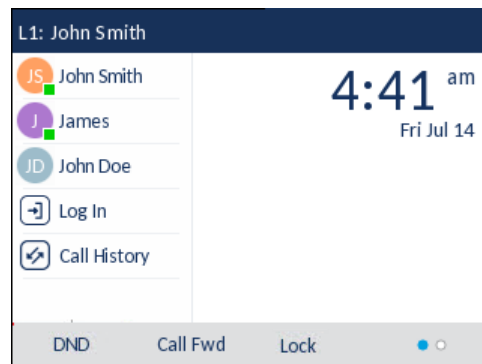 L1: John Smith
JS John Smith
J James
JD John Doe
Log In
Call History
4:41 am
Fri Jul 14
DND Call Fwd Lock